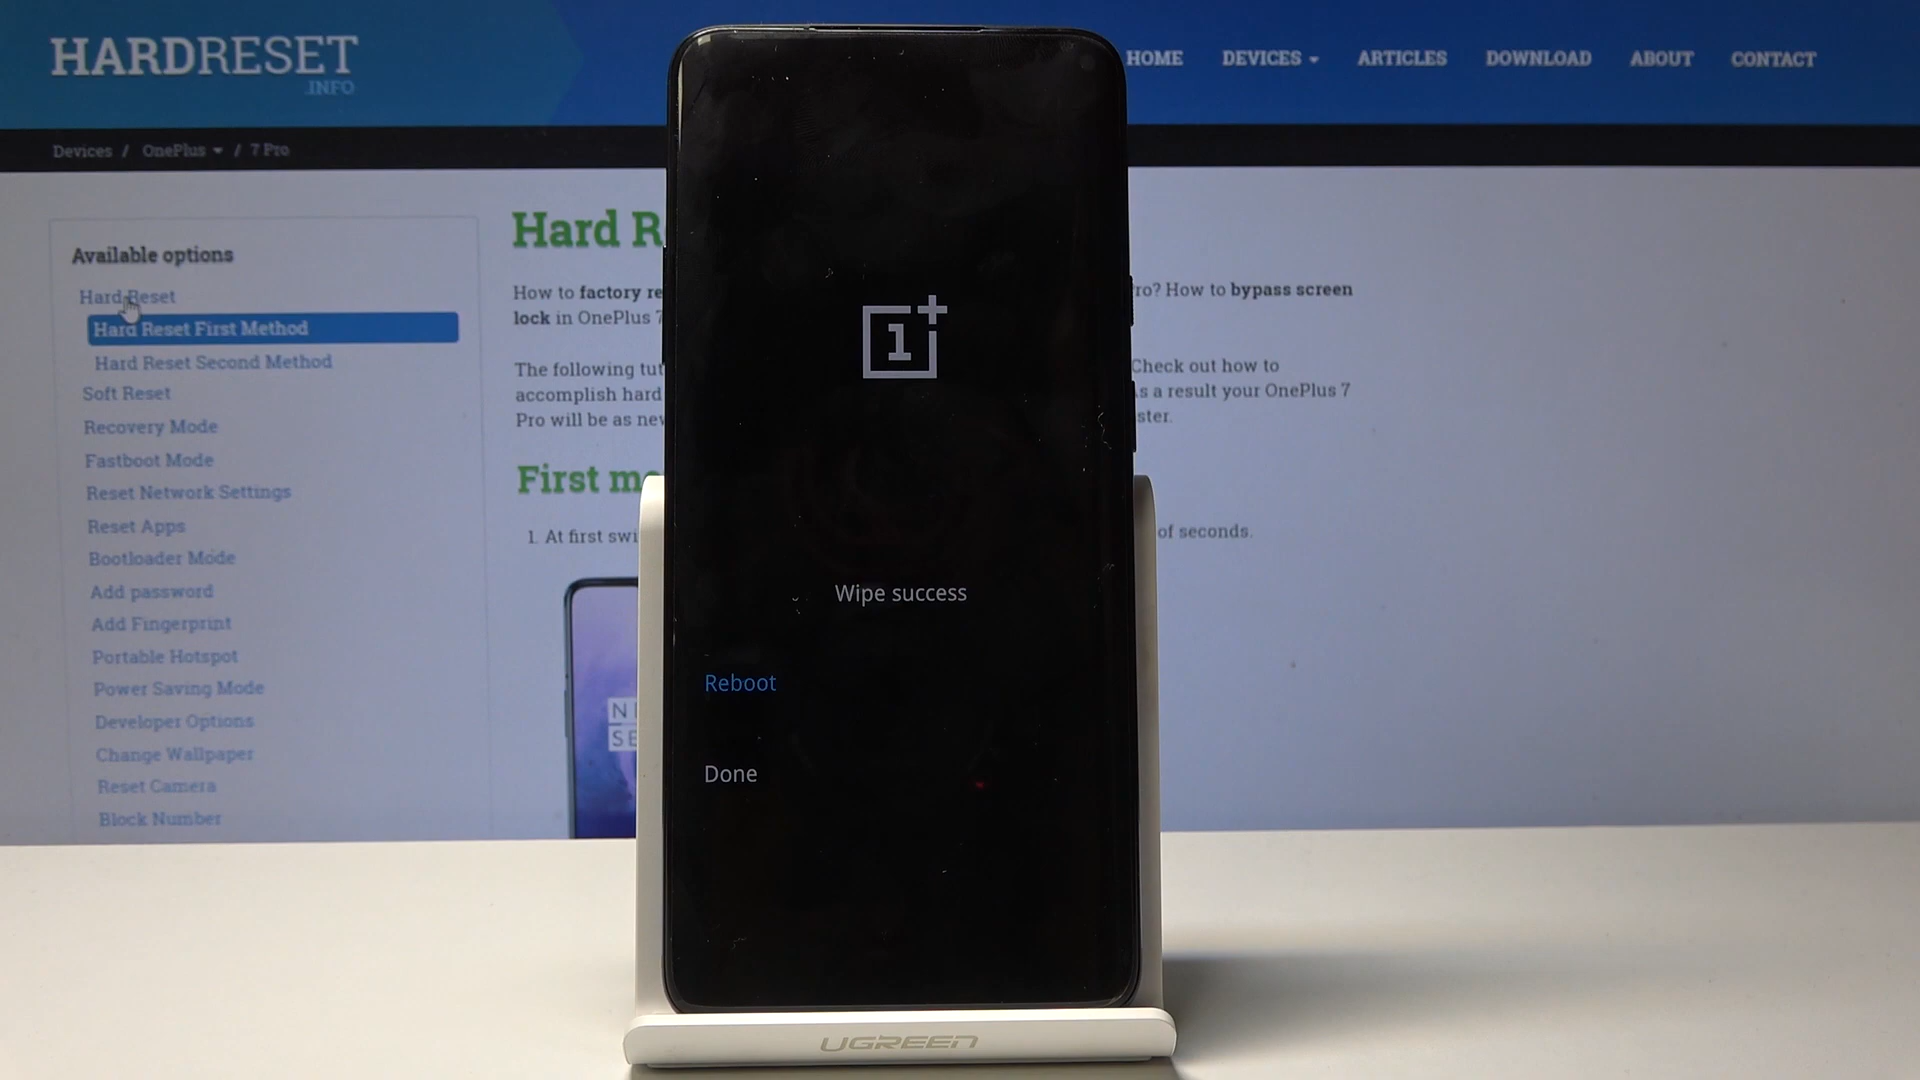 HARDRESET
.INFO
HOME DEVICES ARTICLES DOWNLOAD ABOUT CONTACT
Devices / OnePlus / 7 Pro
Available options
Hard Reset
Hard Reset First Method
Hard Reset Second Method
Soft Reset
Recovery Mode
Fastboot Mode
Reset Network Settings
Reset Apps
Bootloader Mode
Add password
Add Fingerprint
Portable Hotspot
Power Saving Mode
Developer Options
Change Wallpaper
Reset Camera
Block Number
Hard R
How to factory re ro? How to bypass screen
lock in OnePlus 7
The following tut Check out how to
accomplish hard s a result your OnePlus 7
Pro will be as new ster.
First me
1. At first swi of seconds.
N
SE
1+
Wipe success
Reboot
Done
UGREEN